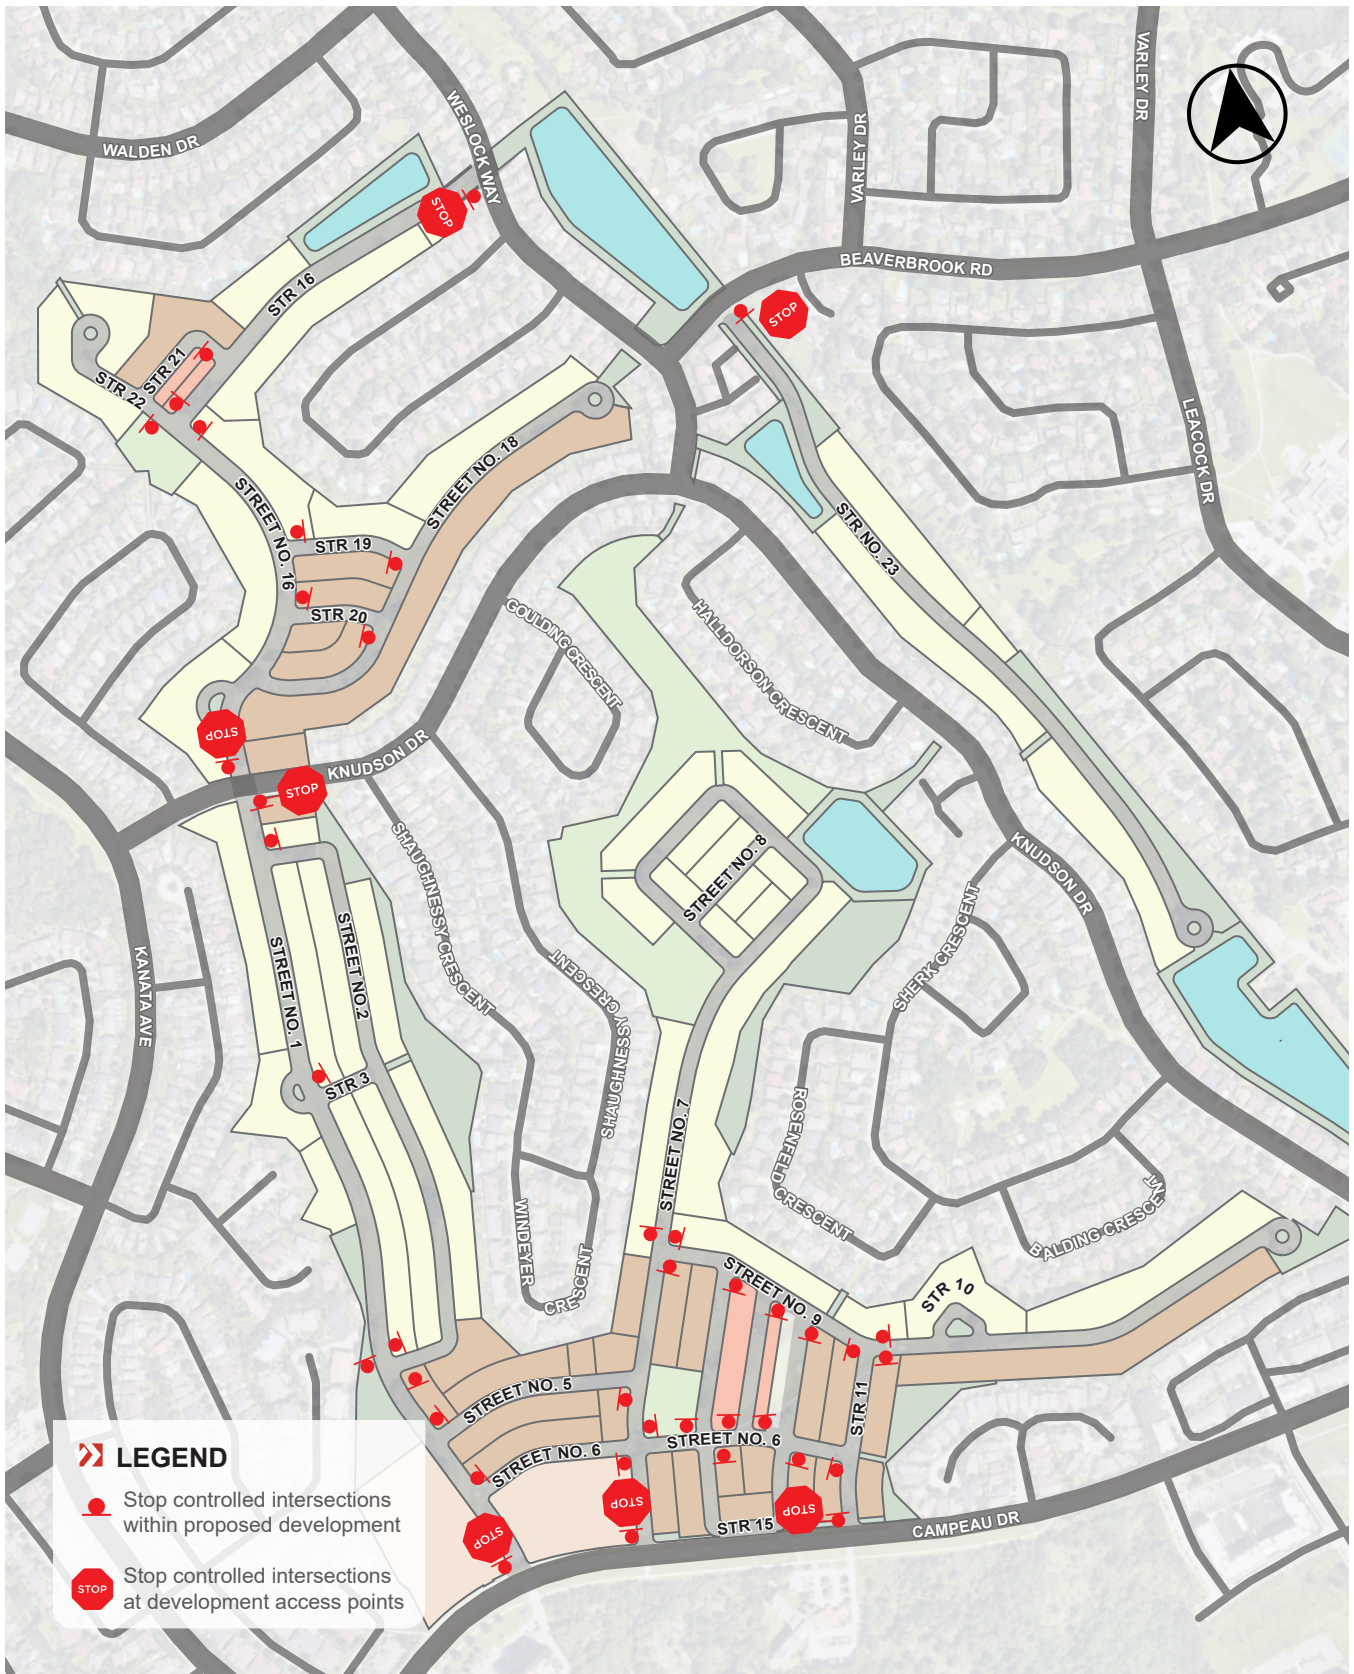 VARLEY DR
WESLOCK WAY
WALDEN DR
VARLEY DR
STOP
BEAVERBROOK RD
STR 16
STOP
STR 21
STR 22
LEACOCK DR
STREET NO. 18
STREET NO. 16
STR 19
STR NO. 23
STR 20
GOULDING CRESCENT
HALLDORSON CRESCENT
STOP
KNUDSON DR
STOP
SHAUGHNESSY CRESCENT
STREET NO. 8
KNUDSON DR
SHERK CRESCENT
STREET NO.2
STREET NO. 1
KANATA AVE
SHAUGHNESSY CRESCENT
SHAUGHNESSY CRESCENT
STR 3
ROSENFELD CRESCENT
STREET NO. 7
BALDING CRESCENT
WINDEYER CRESCENT
STREET NO. 9
STR 10
STREET NO. 5
STR 11
STREET NO. 6
STREET NO. 6
STOP
STOP
STR 15
CAMPEAU DR
STOP
LEGEND
Stop controlled intersections
within proposed development
STOP
Stop controlled intersections
at development access points